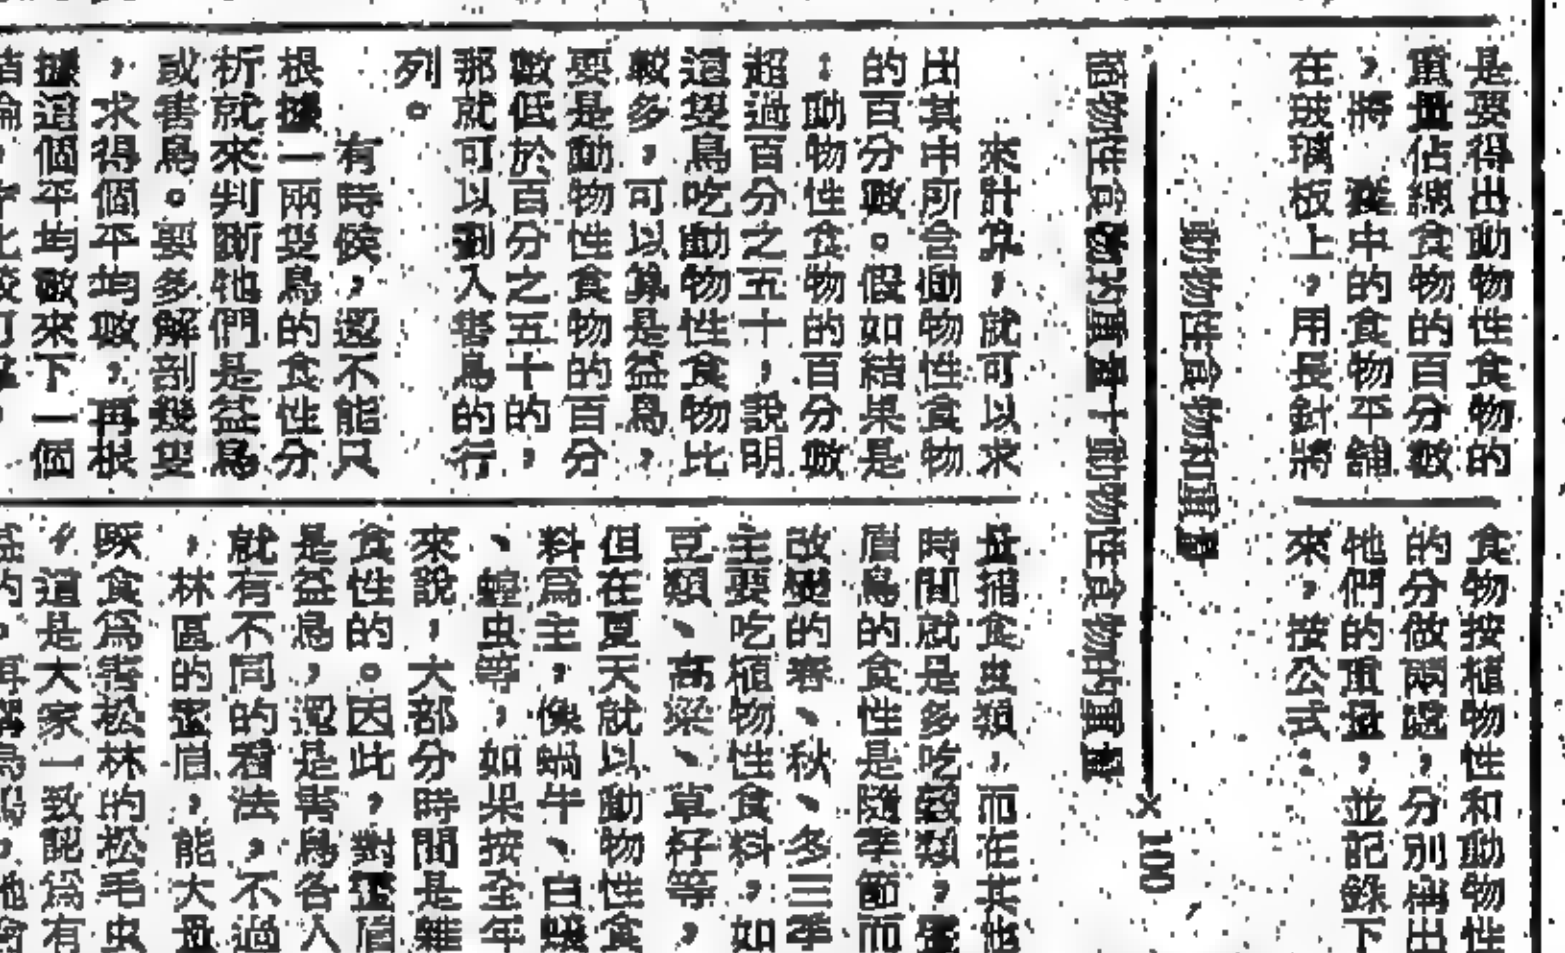 是要得出動物性食物的
重量佔總食物的百分數
，將　　中的食物平鋪
在玻璃板上，用長針將
食物按植物性和動物性
的分做兩堆，分別稱出
牠們的重量，並記錄下
來，按公式：
動物性食物和重量
植物性食物的重量十動物性食物的重量
×100
來計算，就可以求
出其中所含動物性食物
的百分數。假如結果是
：動物性食物的百分數
超過百分之五十，說明
這隻鳥吃動物性食物比
較多，可以算是益鳥，
要是動物性食物的百分
數低於百分之五十的，
那就可以劃入害鳥的行
列。
有時候，還不能只
根據一兩隻鳥的食性分
析就來判斷牠們是益鳥
或害鳥。要多解剖幾隻
，求得個平均數，再根
據這個平均數來下一個
食虫類，而在其他
時間就是多吃穀類，
眉鳥的食性是隨季節而
改變的春、秋、冬三季
主要吃植物性食料，如
豆類、高粱、草籽等，
但在夏天就以動物性食
料為主，像蝸牛、白蟻
、蝗虫等，如果按全年
來說，大部分時間是雜
食性的。因此，對畫眉
是益鳥，還是害鳥各人
就有不同的看法，不過
，林區的畫眉，能大量
啄食為害松林的松毛虫
，這是大家一致認為有